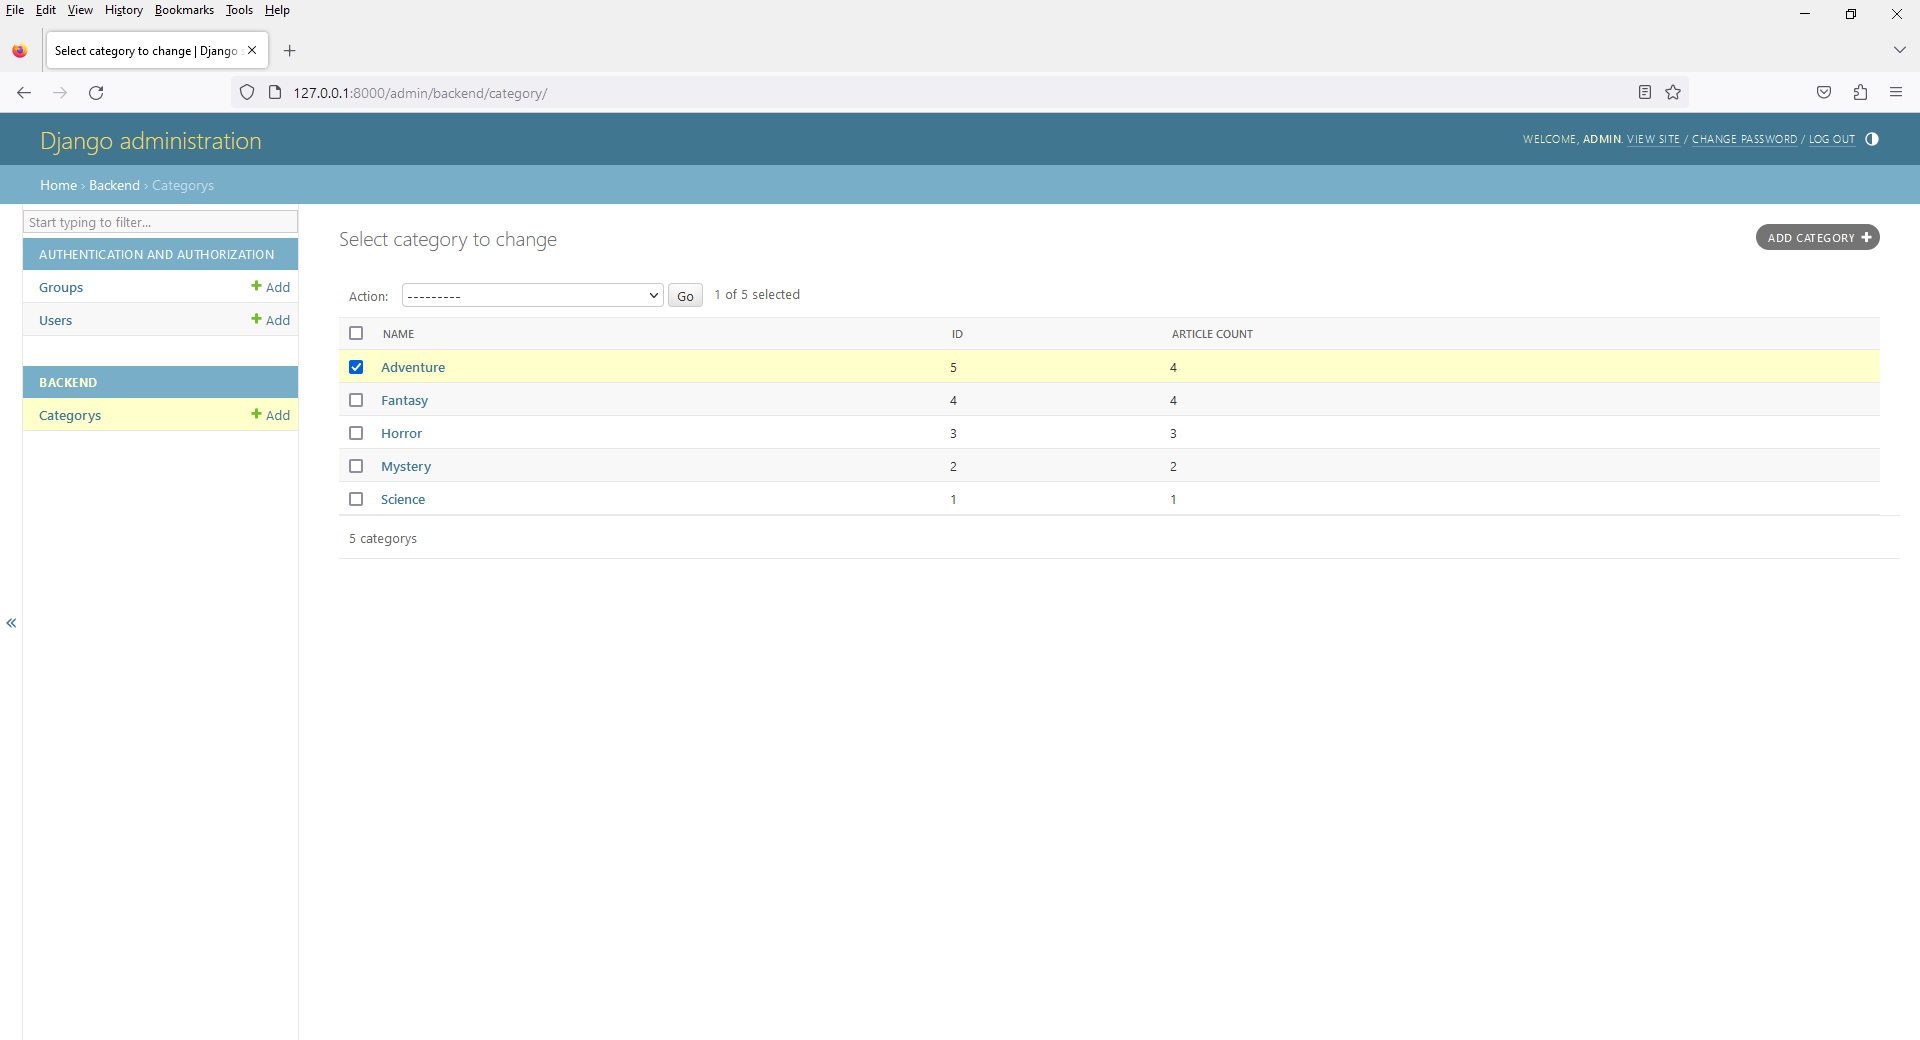 File Edit View History Bookmarks Tools Help
Select category to change | Django
127.0.0.1:8000/admin/backend/category/
Django administration
WELCOME, ADMIN. VIEW SITE / CHANGE PASSWORD / LOG OUT
Home › Backend › Categorys
Start typing to filter...
AUTHENTICATION AND AUTHORIZATION
Groups + Add
Users + Add
BACKEND
Categorys + Add
«
Select category to change
ADD CATEGORY +
Action: --------- Go 1 of 5 selected
NAME ID ARTICLE COUNT
Adventure 5 4
Fantasy 4 4
Horror 3 3
Mystery 2 2
Science 1 1
5 categorys